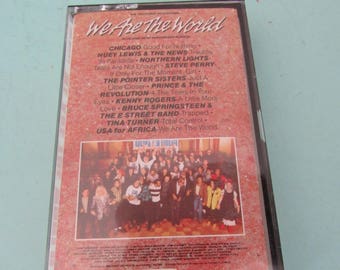 We Are The World
CHICAGO Good For Nothing •
HUEY LEWIS & THE NEWS Trouble
In Paradise • NORTHERN LIGHTS
Tears Are Not Enough • STEVE PERRY
If Only For The Moment, Girl •
THE POINTER SISTERS Just A
Little Closer • PRINCE & THE
REVOLUTION 4 The Tears In Your
Eyes • KENNY ROGERS A Little More
Love • BRUCE SPRINGSTEEN &
THE E STREET BAND Trapped •
TINA TURNER Total Control •
USA for AFRICA We Are The World